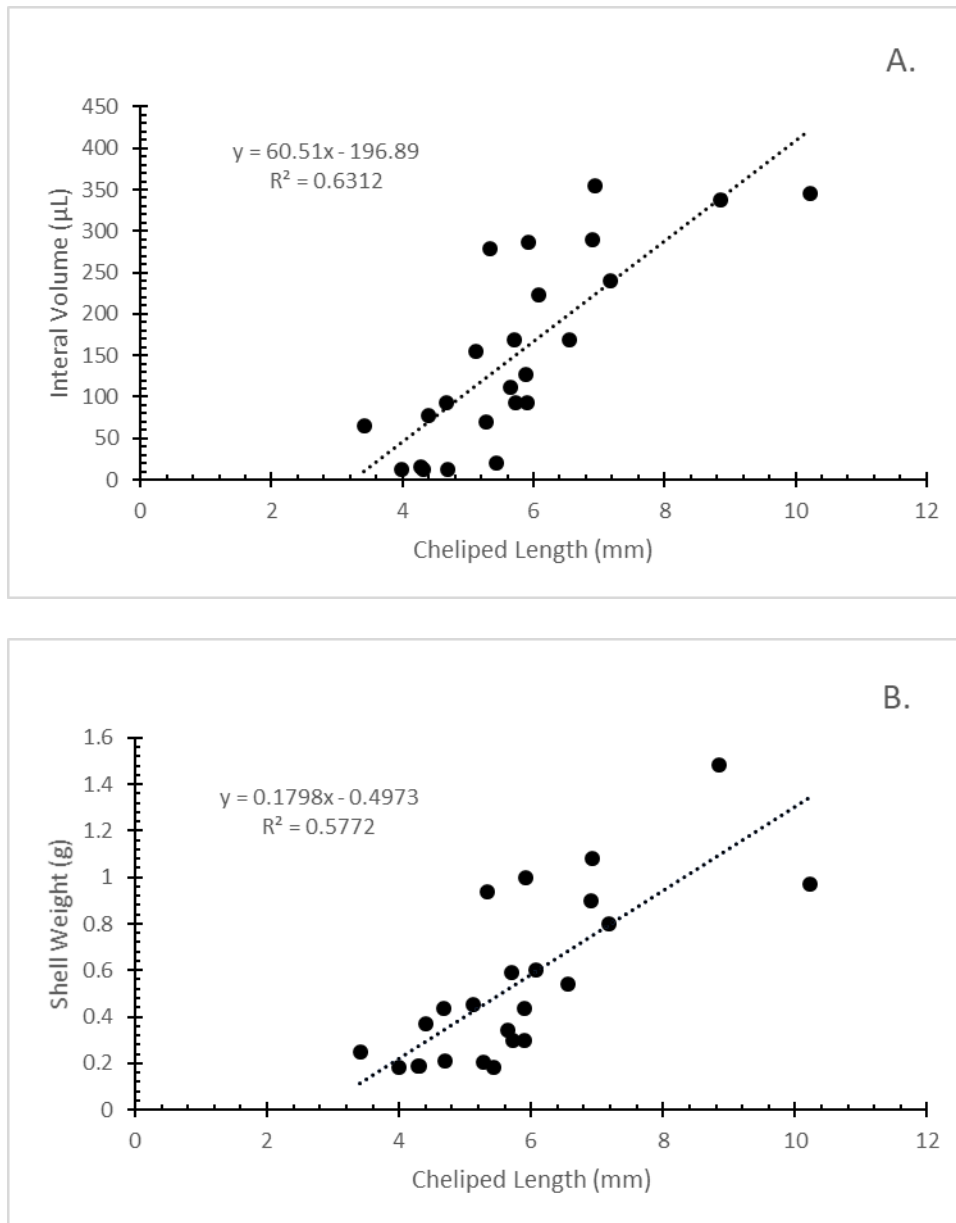 A.
450
400
350
300
250
200
150
100
50
0
y = 60.51x - 196.89
R² = 0.6312
Interal Volume (µL)
0 2 4 6 8 10 12
Cheliped Length (mm)
B.
1.6
1.4
1.2
1
0.8
0.6
0.4
0.2
0
y = 0.1798x - 0.4973
R² = 0.5772
Shell Weight (g)
0 2 4 6 8 10 12
Cheliped Length (mm)